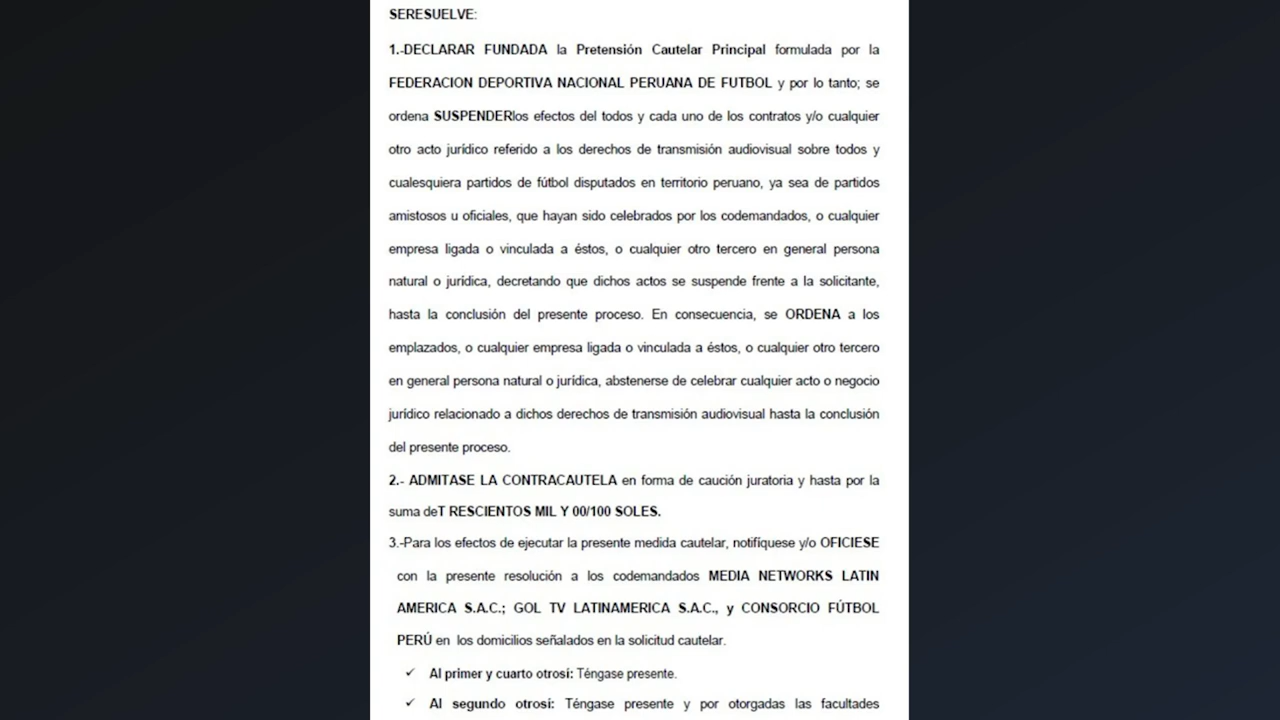 SERESUELVE:
1.-DECLARAR FUNDADA la Pretensión Cautelar Principal formulada por la
FEDERACION DEPORTIVA NACIONAL PERUANA DE FUTBOL y por lo tanto; se
ordena SUSPENDERlos efectos del todos y cada uno de los contratos y/o cualquier
otro acto jurídico referido a los derechos de transmisión audiovisual sobre todos y
cualesquiera partidos de fútbol disputados en territorio peruano, ya sea de partidos
amistosos u oficiales, que hayan sido celebrados por los codemandados, o cualquier
empresa ligada o vinculada a éstos, o cualquier otro tercero en general persona
natural o jurídica, decretando que dichos actos se suspende frente a la solicitante,
hasta la conclusión del presente proceso. En consecuencia, se ORDENA a los
emplazados, o cualquier empresa ligada o vinculada a éstos, o cualquier otro tercero
en general persona natural o jurídica, abstenerse de celebrar cualquier acto o negocio
jurídico relacionado a dichos derechos de transmisión audiovisual hasta la conclusión
del presente proceso.
2.- ADMITASE LA CONTRACAUTELA en forma de caución juratoria y hasta por la
suma deT RESCIENTOS MIL Y 00/100 SOLES.
3.-Para los efectos de ejecutar la presente medida cautelar, notifíquese y/o OFICIESE
con la presente resolución a los codemandados MEDIA NETWORKS LATIN
AMERICA S.A.C.; GOL TV LATINAMERICA S.A.C., y CONSORCIO FÚTBOL
PERÚ en los domicilios señalados en la solicitud cautelar.
✓ Al primer y cuarto otrosí: Téngase presente.
✓ Al segundo otrosí: Téngase presente y por otorgadas las facultades